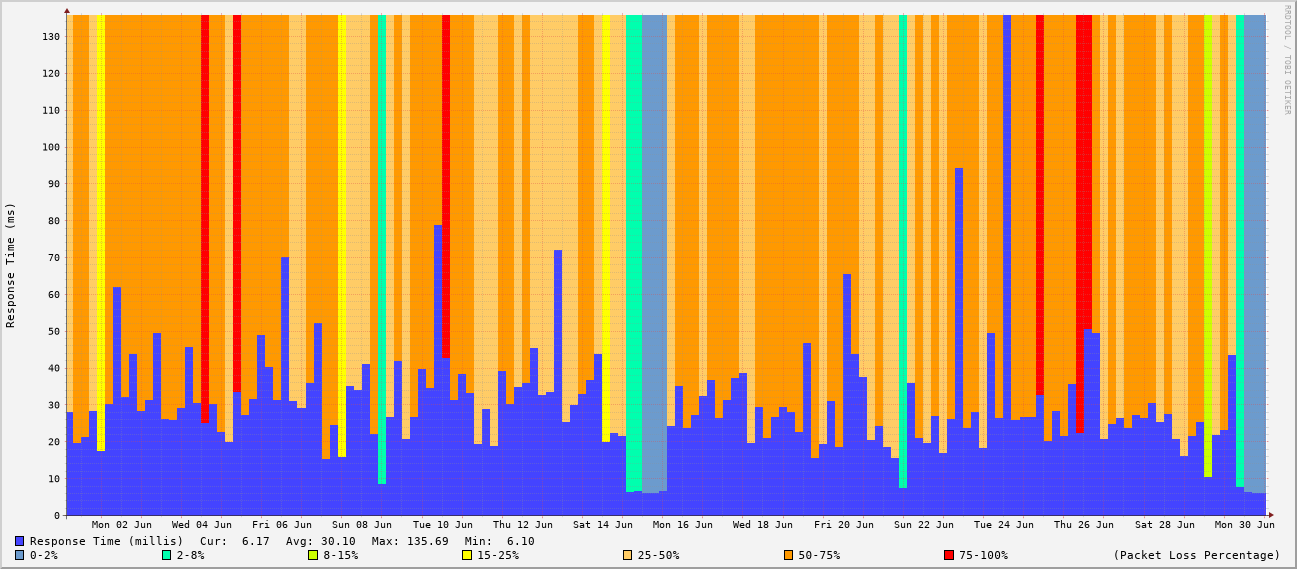 RRDTOOL / TOBI OETIKER
Response Time (ms)
130
120
110
100
90
80
70
60
50
40
30
20
10
0
Mon 02 Jun Wed 04 Jun Fri 06 Jun Sun 08 Jun Tue 10 Jun Thu 12 Jun Sat 14 Jun Mon 16 Jun Wed 18 Jun Fri 20 Jun Sun 22 Jun Tue 24 Jun Thu 26 Jun Sat 28 Jun Mon 30 Jun
Response Time (millis) Cur: 6.17 Avg: 30.10 Max: 135.69 Min: 6.10
0-2% 2-8% 8-15% 15-25% 25-50% 50-75% 75-100% (Packet Loss Percentage)